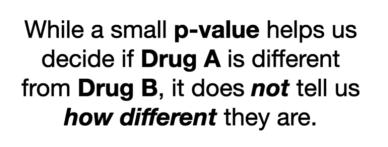 While a small p-value helps us
decide if Drug A is different
from Drug B, it does not tell us
how different they are.